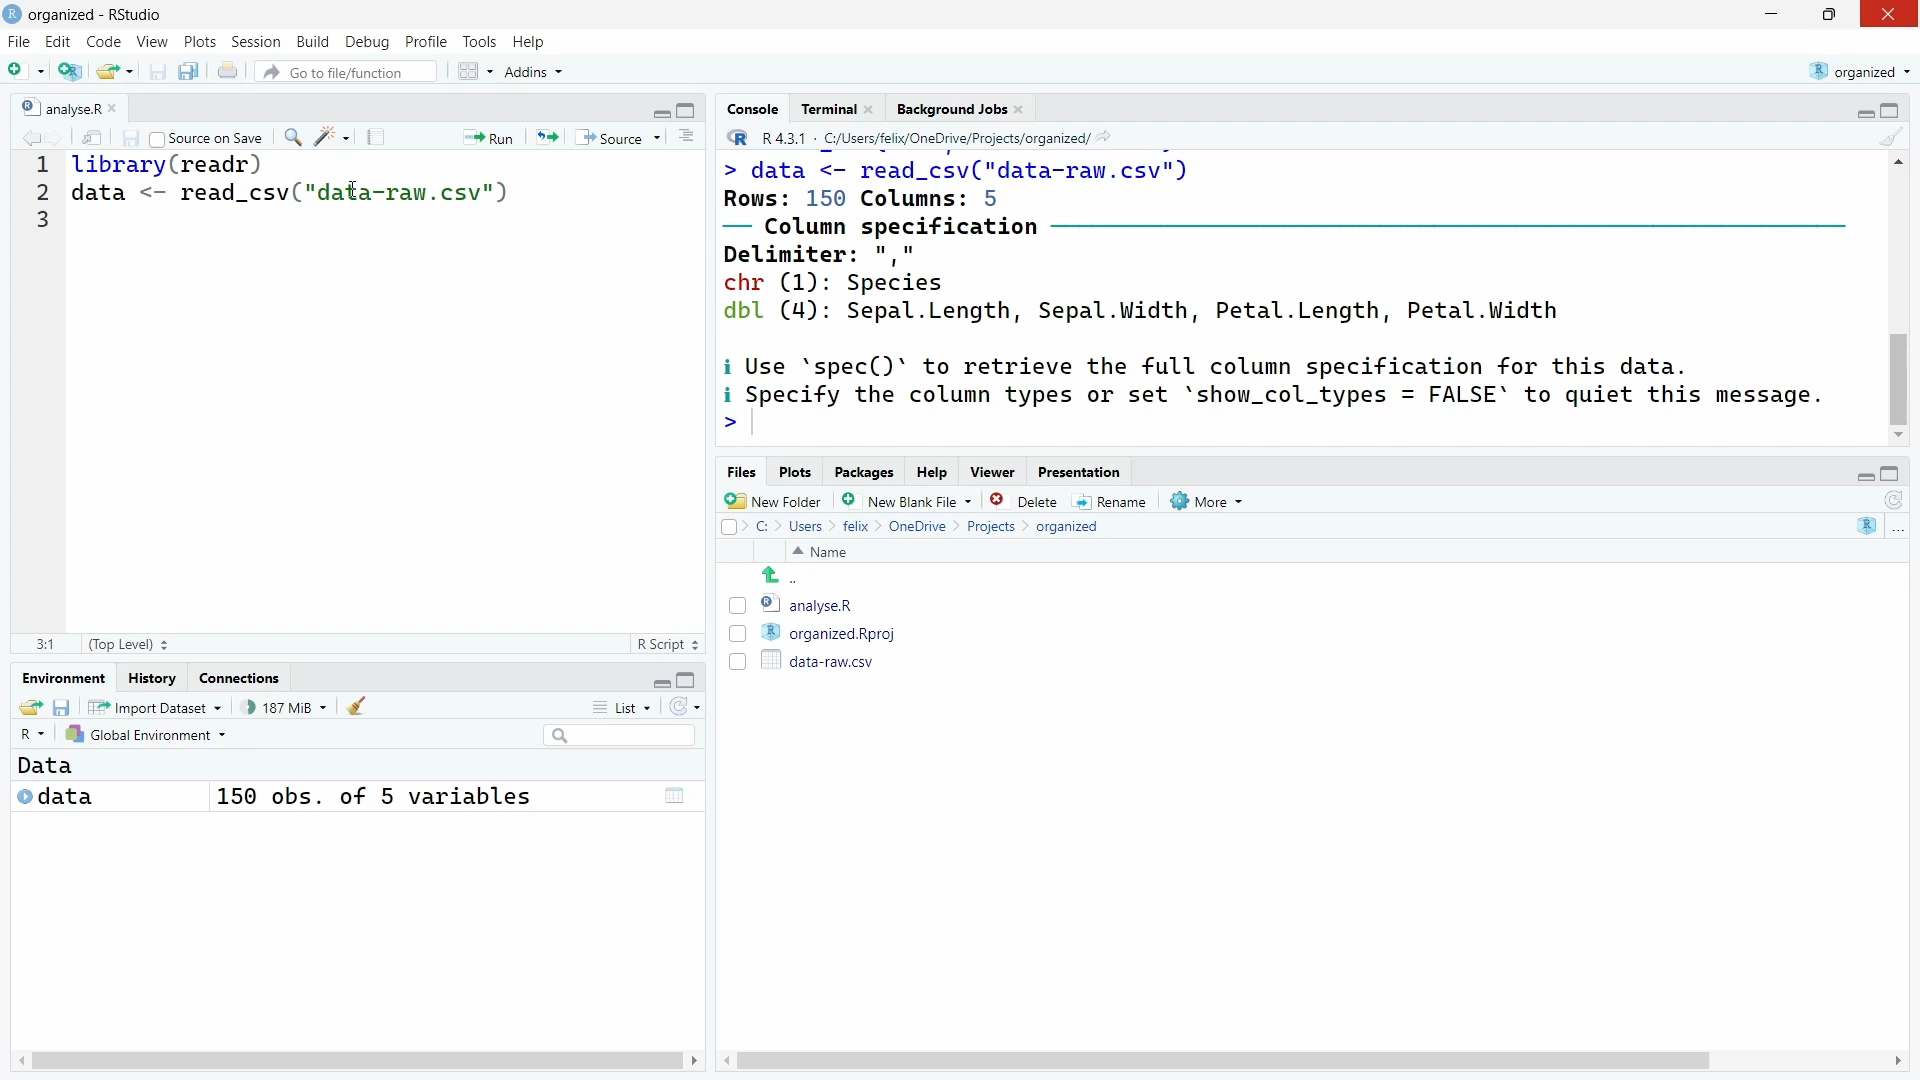 organized - RStudio
File Edit Code View Plots Session Build Debug Profile Tools Help
Go to file/function Addins organized
analyse.R
Source on Save Run Source
1 library(readr)
2 data <- read_csv("data-raw.csv")
3
3:1 (Top Level) R Script
Environment History Connections
Import Dataset 187 MiB List
R Global Environment
Data
data 150 obs. of 5 variables
Console Terminal Background Jobs
R 4.3.1 · C:/Users/felix/OneDrive/Projects/organized/
> data <- read_csv("data-raw.csv")
Rows: 150 Columns: 5
── Column specification ──────────
Delimiter: ","
chr (1): Species
dbl (4): Sepal.Length, Sepal.Width, Petal.Length, Petal.Width
ℹ Use `spec()` to retrieve the full column specification for this data.
ℹ Specify the column types or set `show_col_types = FALSE` to quiet this message.
>
Files Plots Packages Help Viewer Presentation
New Folder New Blank File Delete Rename More
C: > Users > felix > OneDrive > Projects > organized ...
Name
..
analyse.R
organized.Rproj
data-raw.csv